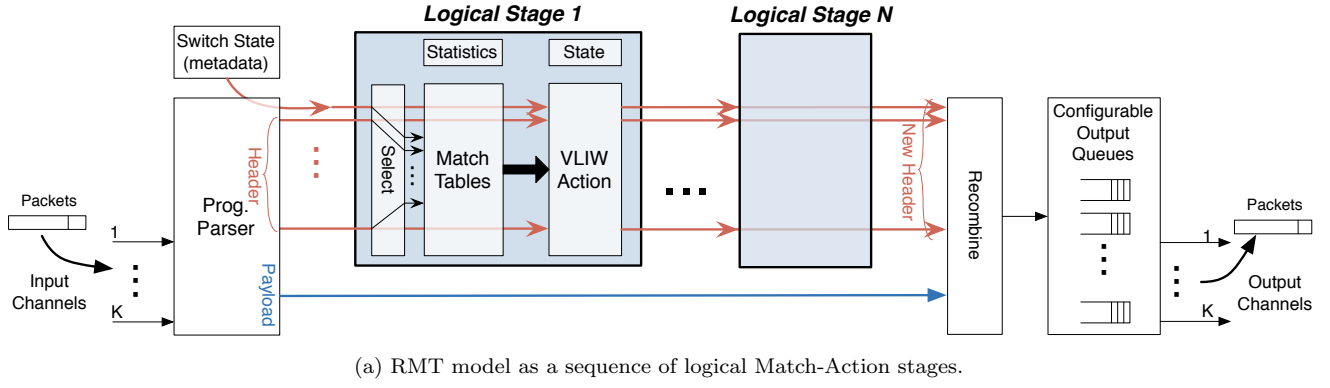 Logical Stage 1
Logical Stage N
Switch State
(metadata)
Statistics
State
Packets
Input
Channels
1
K
Prog.
Parser
Header
Payload
Select
Match
Tables
VLIW
Action
New Header
Recombine
Configurable
Output
Queues
1
K
Packets
Output
Channels
(a) RMT model as a sequence of logical Match-Action stages.